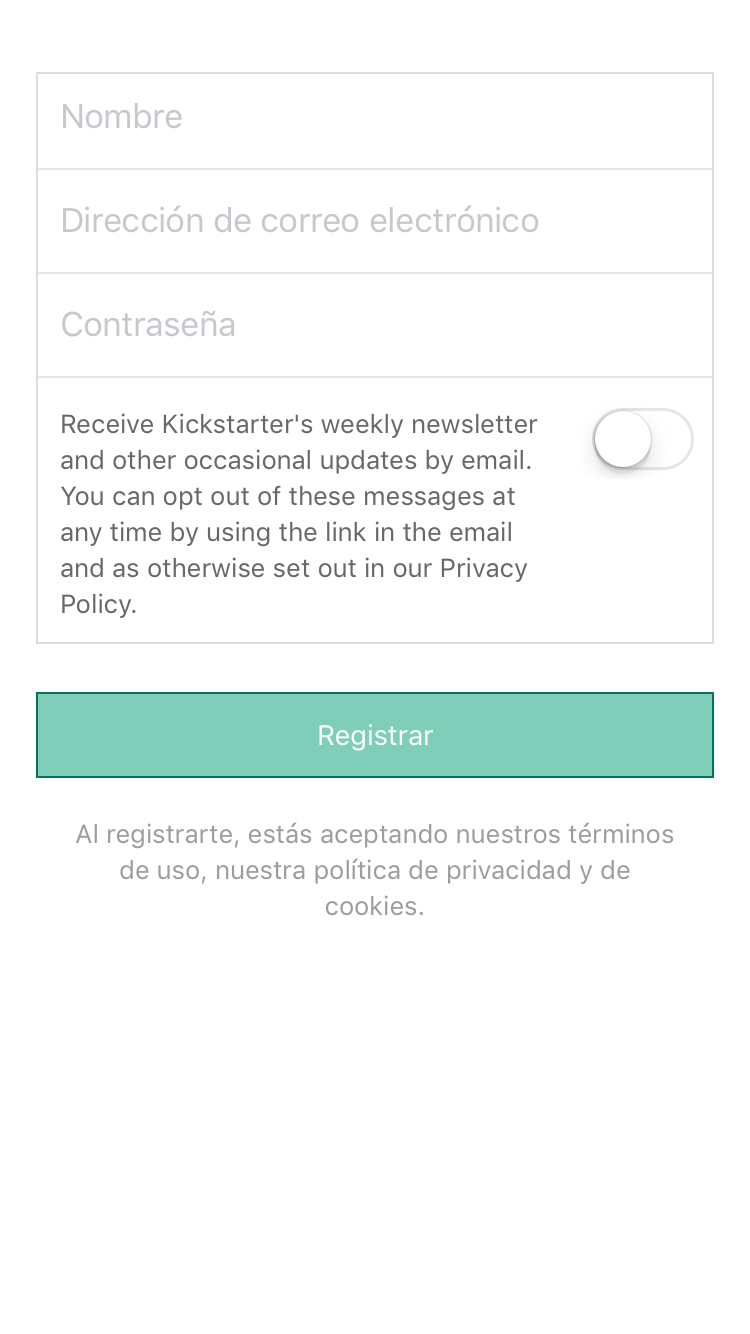 Nombre
Dirección de correo electrónico
Contraseña
Receive Kickstarter's weekly newsletter
and other occasional updates by email.
You can opt out of these messages at
any time by using the link in the email
and as otherwise set out in our Privacy
Policy.
Registrar
Al registrarte, estás aceptando nuestros términos
de uso, nuestra política de privacidad y de
cookies.